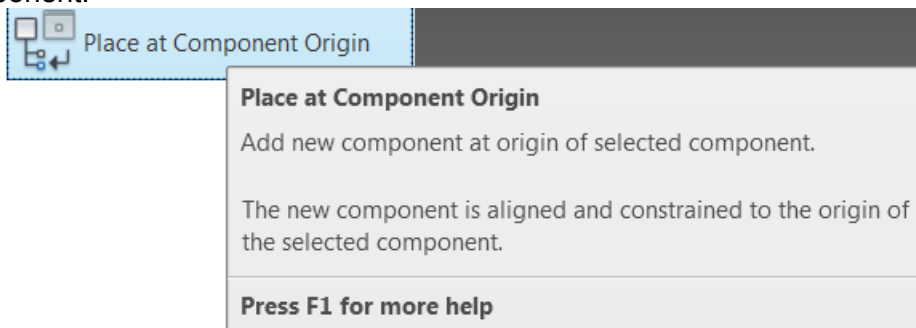 Place at Component Origin
Place at Component Origin
Add new component at origin of selected component.
The new component is aligned and constrained to the origin of
the selected component.
Press F1 for more help